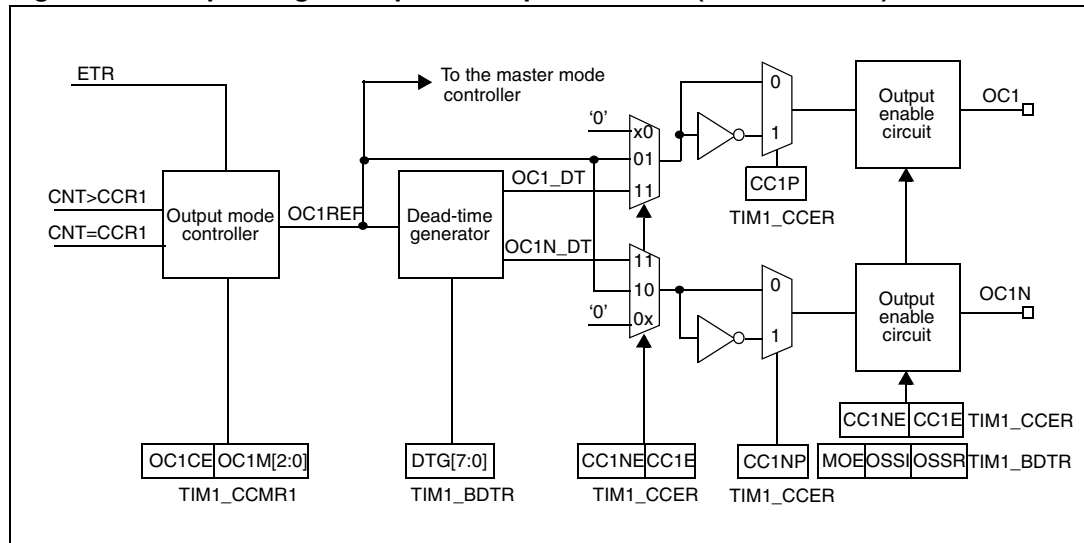 ETR
To the master mode
controller
'0'
x0
01
11
0
1
CC1P
TIM1_CCER
Output
enable
circuit
OC1
CNT>CCR1
CNT=CCR1
Output mode
controller
OC1REF
Dead-time
generator
OC1_DT
OC1N_DT
11
10
0x
'0'
0
1
Output
enable
circuit
OC1N
OC1CE OC1M[2:0]
TIM1_CCMR1
DTG[7:0]
TIM1_BDTR
CC1NE CC1E
TIM1_CCER
CC1NP
TIM1_CCER
CC1NE CC1E TIM1_CCER
MOE OSSI OSSR TIM1_BDTR